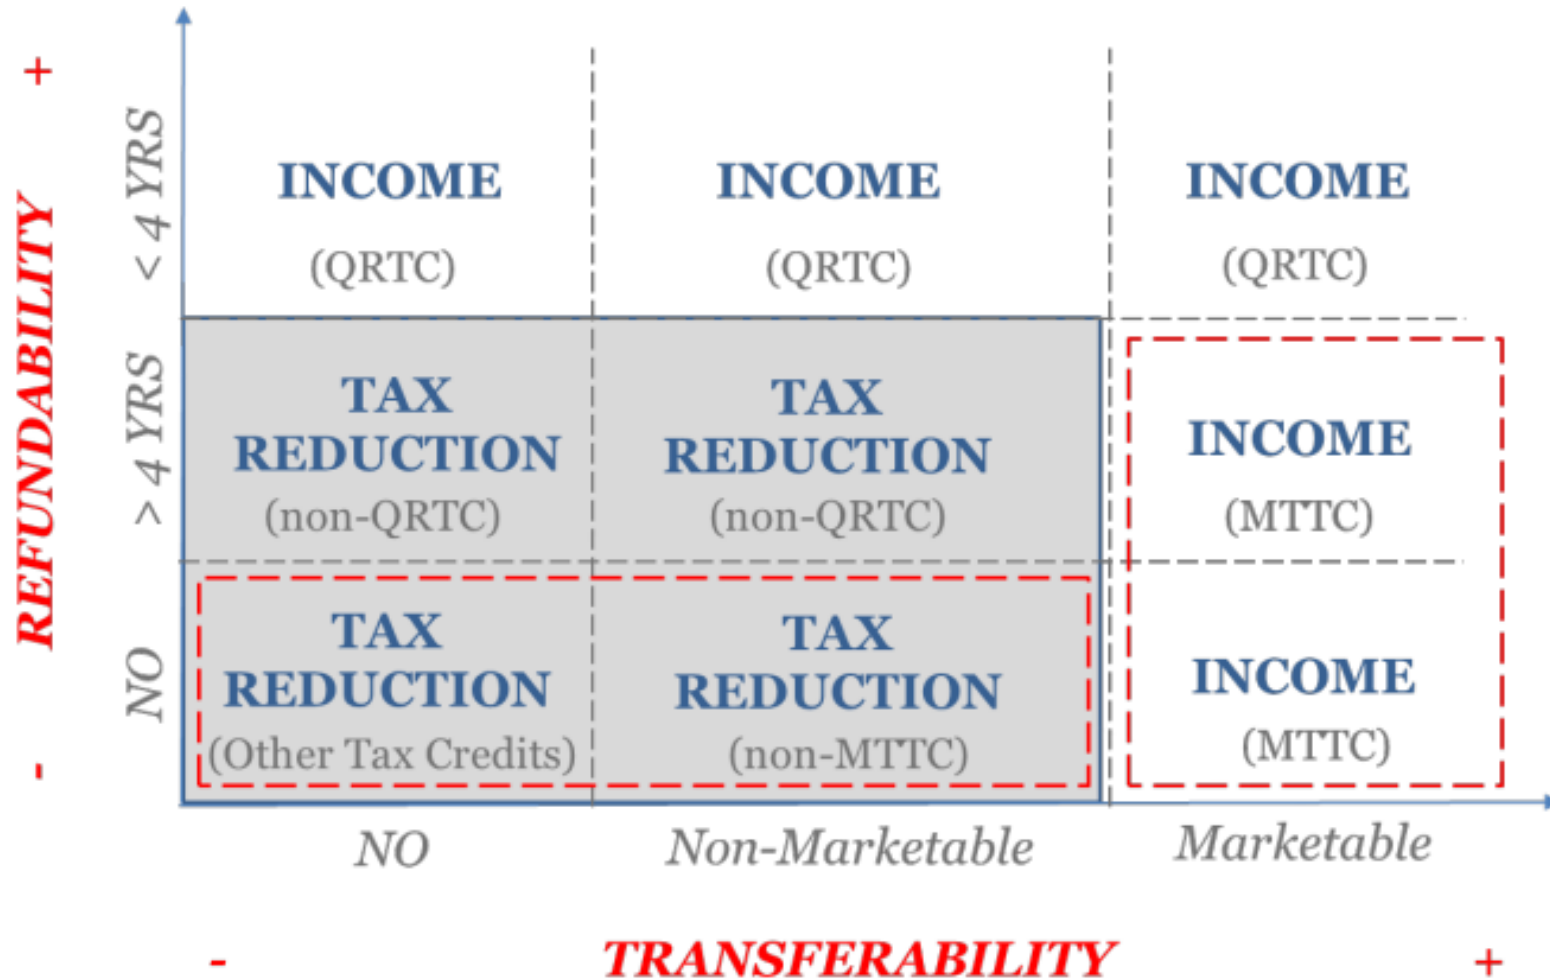 +
REFUNDABILITY
-
< 4 YRS
> 4 YRS
NO
INCOME
(QRTC)
INCOME
(QRTC)
INCOME
(QRTC)
TAX
REDUCTION
(non-QRTC)
TAX
REDUCTION
(non-QRTC)
INCOME
(MTTC)
TAX
REDUCTION
(Other Tax Credits)
TAX
REDUCTION
(non-MTTC)
INCOME
(MTTC)
NO
Non-Marketable
Marketable
-
TRANSFERABILITY
+